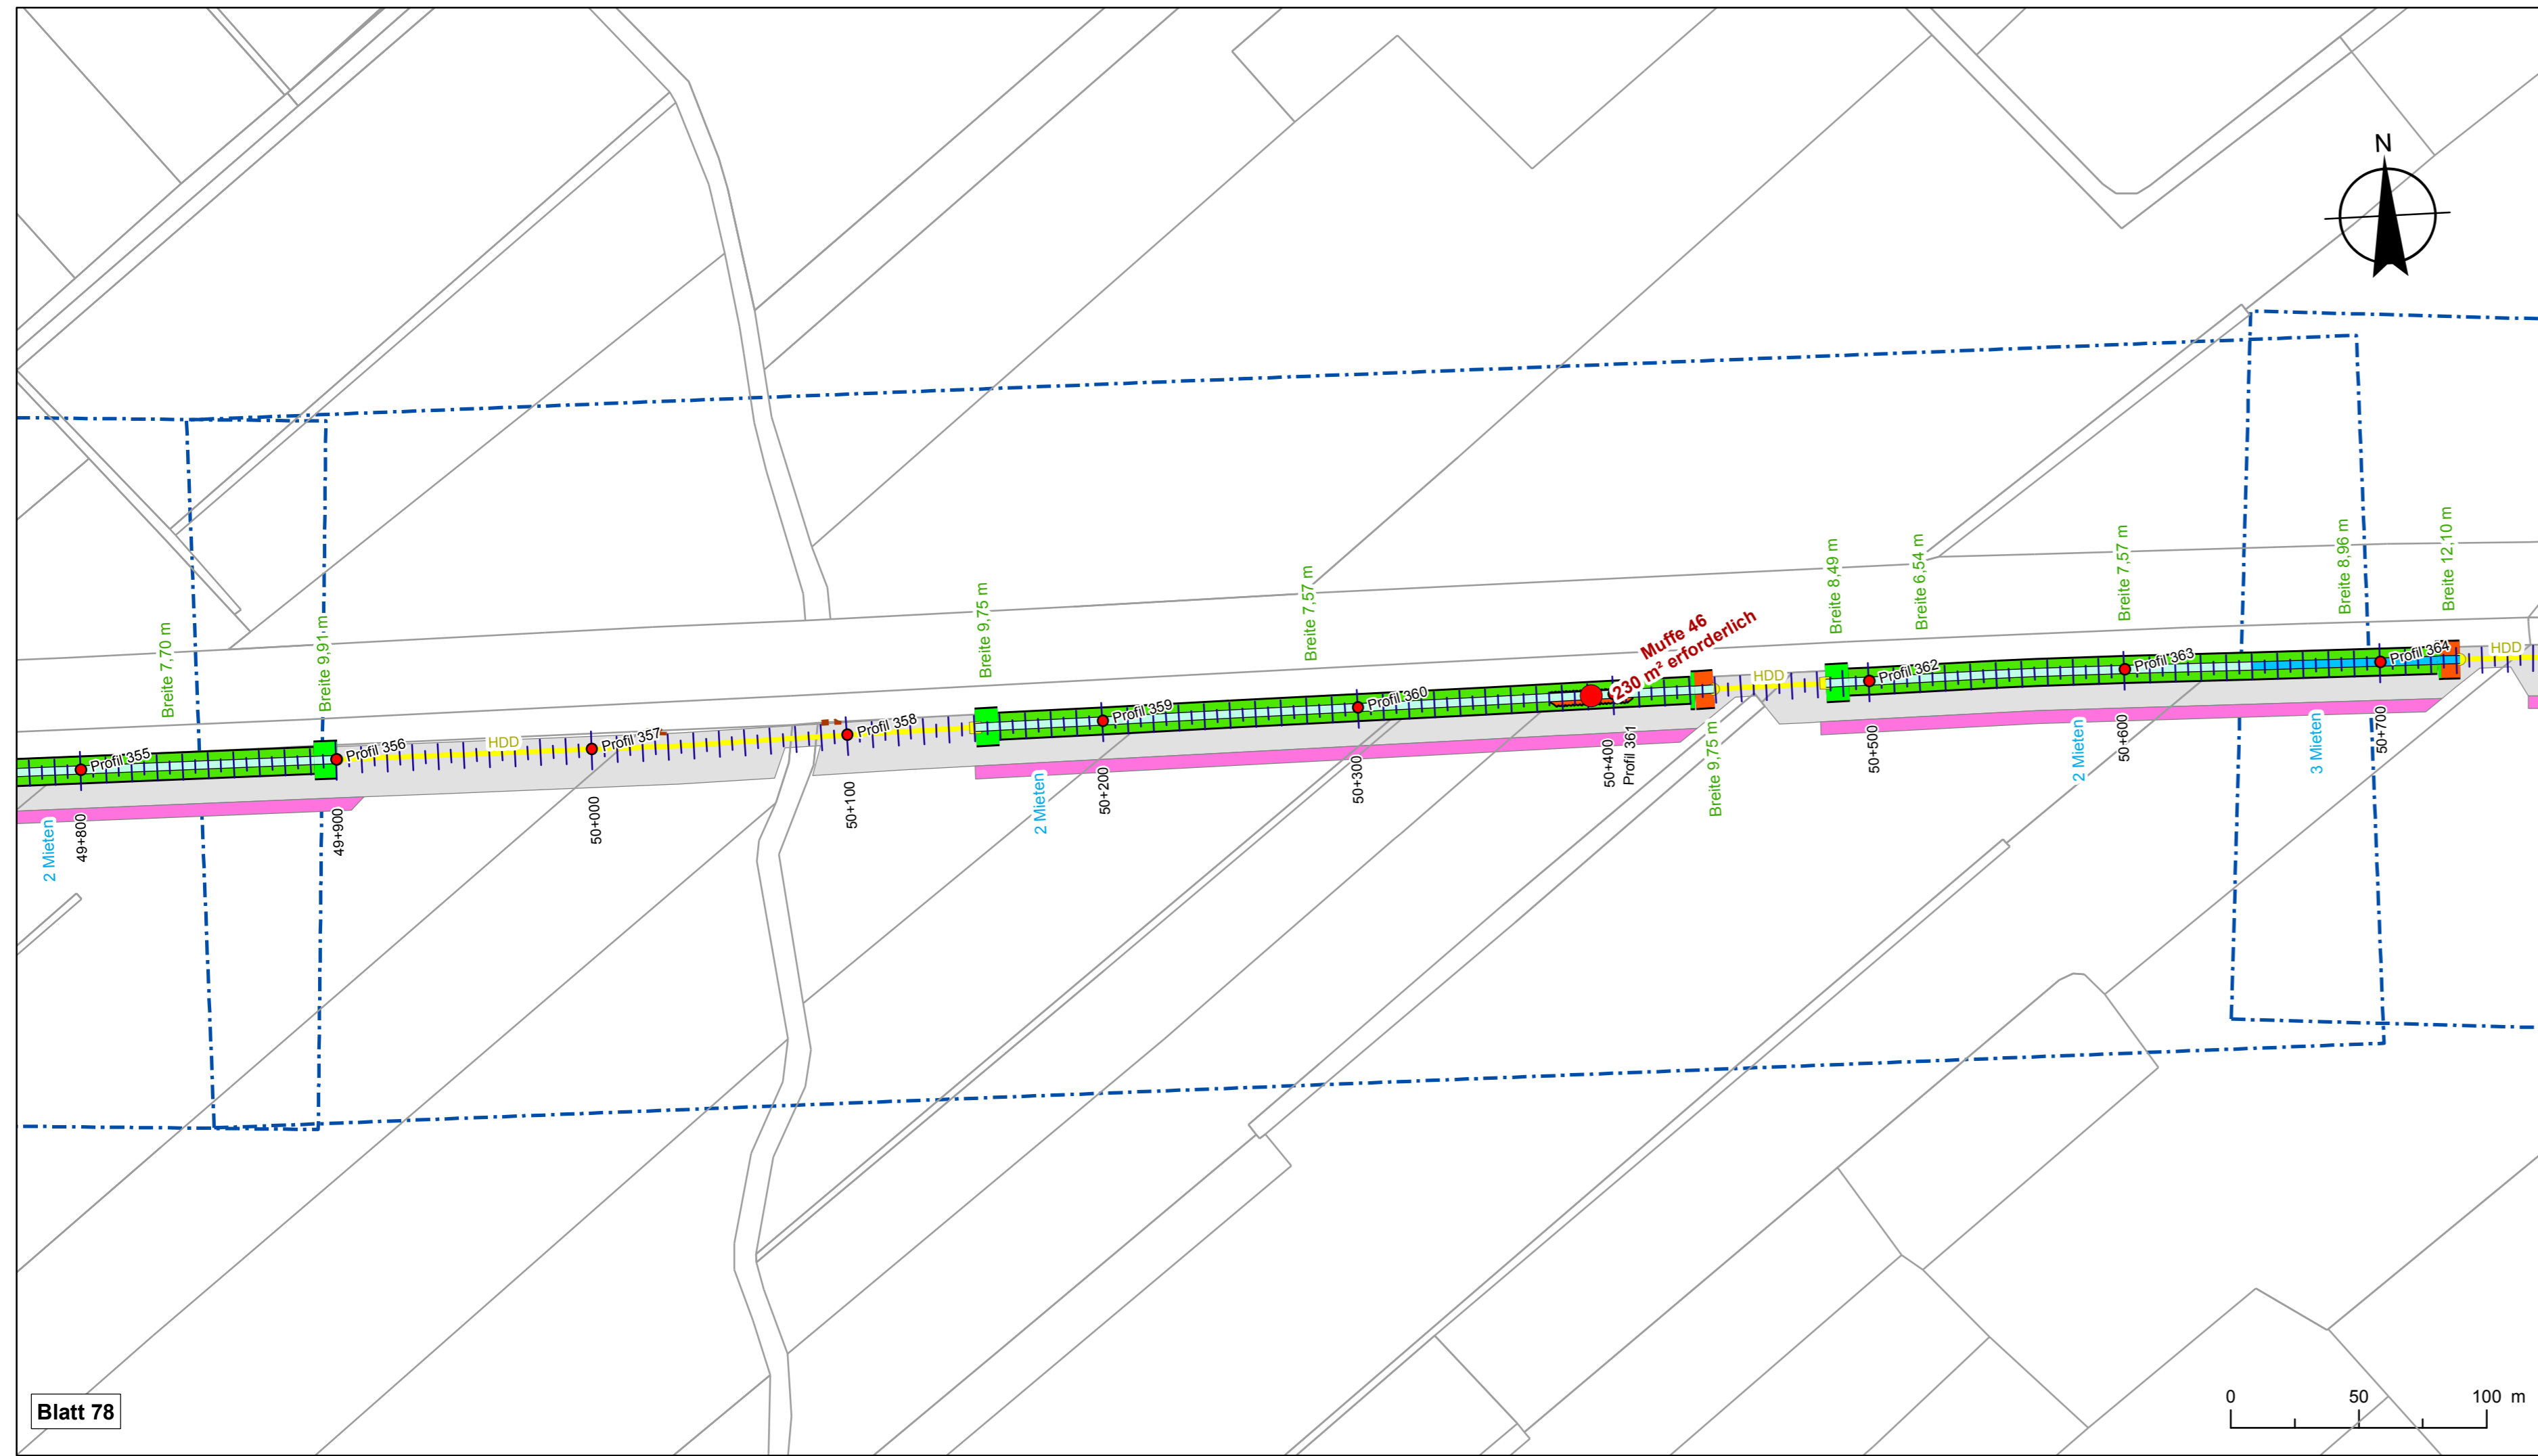 N
Breite 7,70 m
Breite 9,91 m
Breite 9,75 m
Breite 7,57 m
Muffe 46
230 m² erforderlich
Breite 9,75 m
Breite 8,49 m
Breite 6,54 m
Breite 7,57 m
Breite 8,96 m
Breite 12,10 m
Profil 355
Profil 356
HDD
Profil 357
Profil 358
Profil 359
Profil 360
Profil 361
HDD
Profil 362
Profil 363
Profil 364
HDD
2 Mieten
49+800
49+900
50+000
50+100
2 Mieten
50+200
50+300
50+400
50+500
2 Mieten
50+600
3 Mieten
50+700
Blatt 78
0 50 100 m